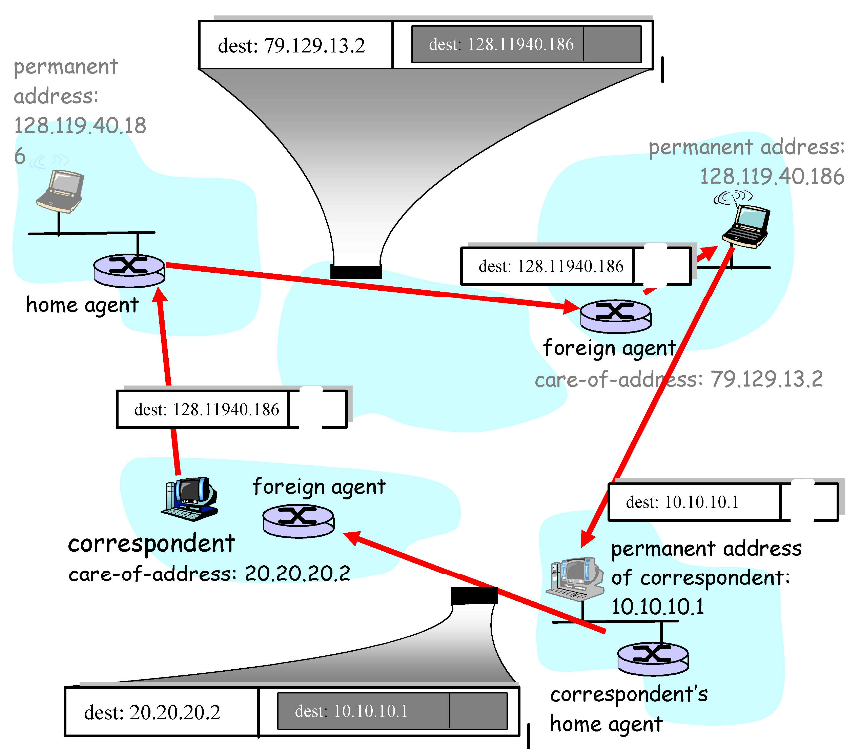 dest: 79.129.13.2
dest: 128.11940.186
permanent
address:
128.119.40.18
6
permanent address:
128.119.40.186
dest: 128.11940.186
home agent
foreign agent
care-of-address: 79.129.13.2
dest: 128.11940.186
foreign agent
correspondent
care-of-address: 20.20.20.2
dest: 10.10.10.1
permanent address
of correspondent:
10.10.10.1
correspondent's
home agent
dest: 20.20.20.2
dest: 10.10.10.1